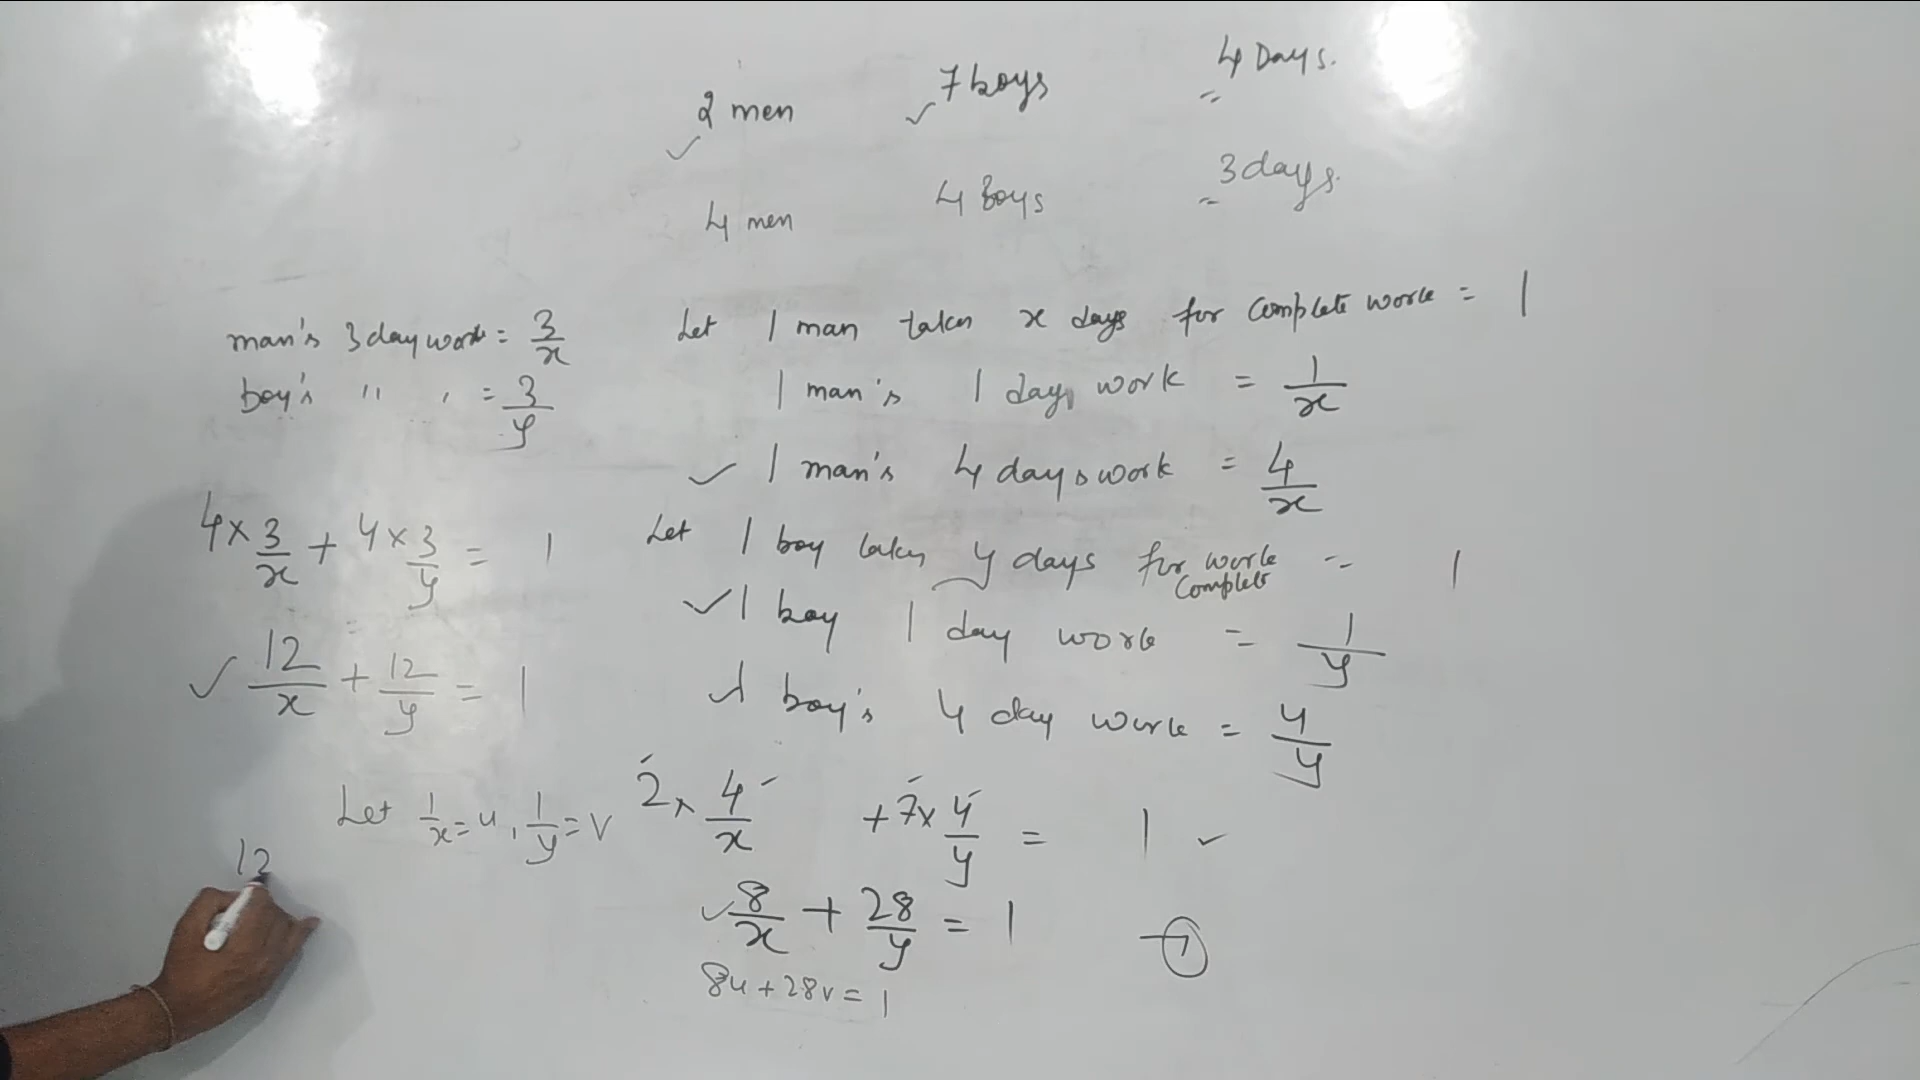 2 men 7 boys 4 Days.
4 men 4 Boys = 3 days.
man's 3 day work = 3/x
boy's " " = 3/y
4 × 3/x + 4 × 3/y = 1
✓ 12/x + 12/y = 1
Let 1/x = u, 1/y = v
12
Let 1 man takes x days for complete work = 1
1 man's 1 day work = 1/x
✓ 1 man's 4 days work = 4/x
Let 1 boy takes y days for work complete = 1
✓ 1 boy 1 day work = 1/y
1 boy's 4 day work = 4/y
2 × 4/x + 7 × 4/y = 1 ✓
✓ 8/x + 28/y = 1 — 1
8u + 28v = 1